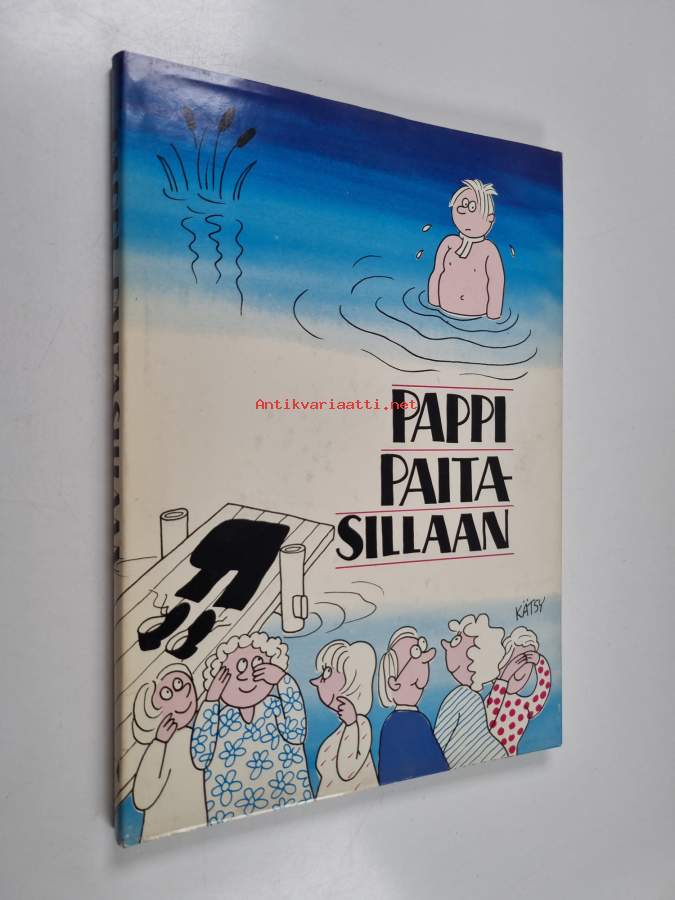 PAPPI
Antikvariaatti.net
PAITA-
SILLAAN
KÄTSY